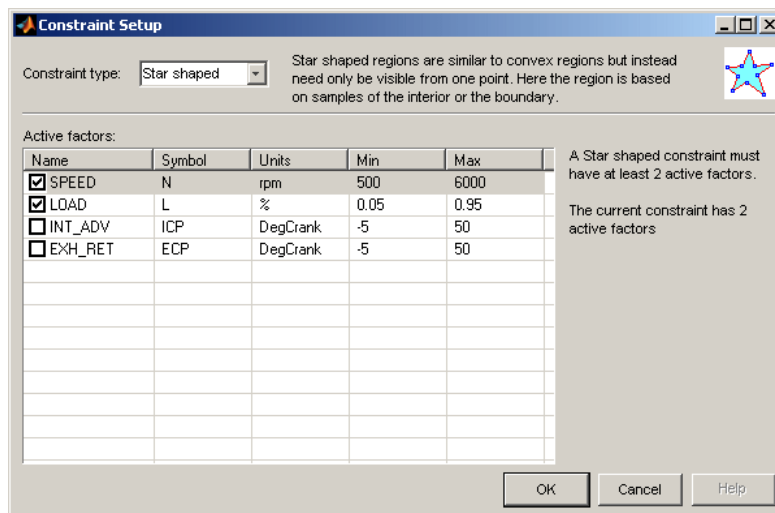 Constraint Setup
Constraint type: Star shaped
Star shaped regions are similar to convex regions but instead
need only be visible from one point. Here the region is based
on samples of the interior or the boundary.
Active factors:
Name Symbol Units Min Max
SPEED N rpm 500 6000
LOAD L % 0.05 0.95
INT_ADV ICP DegCrank -5 50
EXH_RET ECP DegCrank -5 50
A Star shaped constraint must
have at least 2 active factors.
The current constraint has 2
active factors
OK Cancel Help